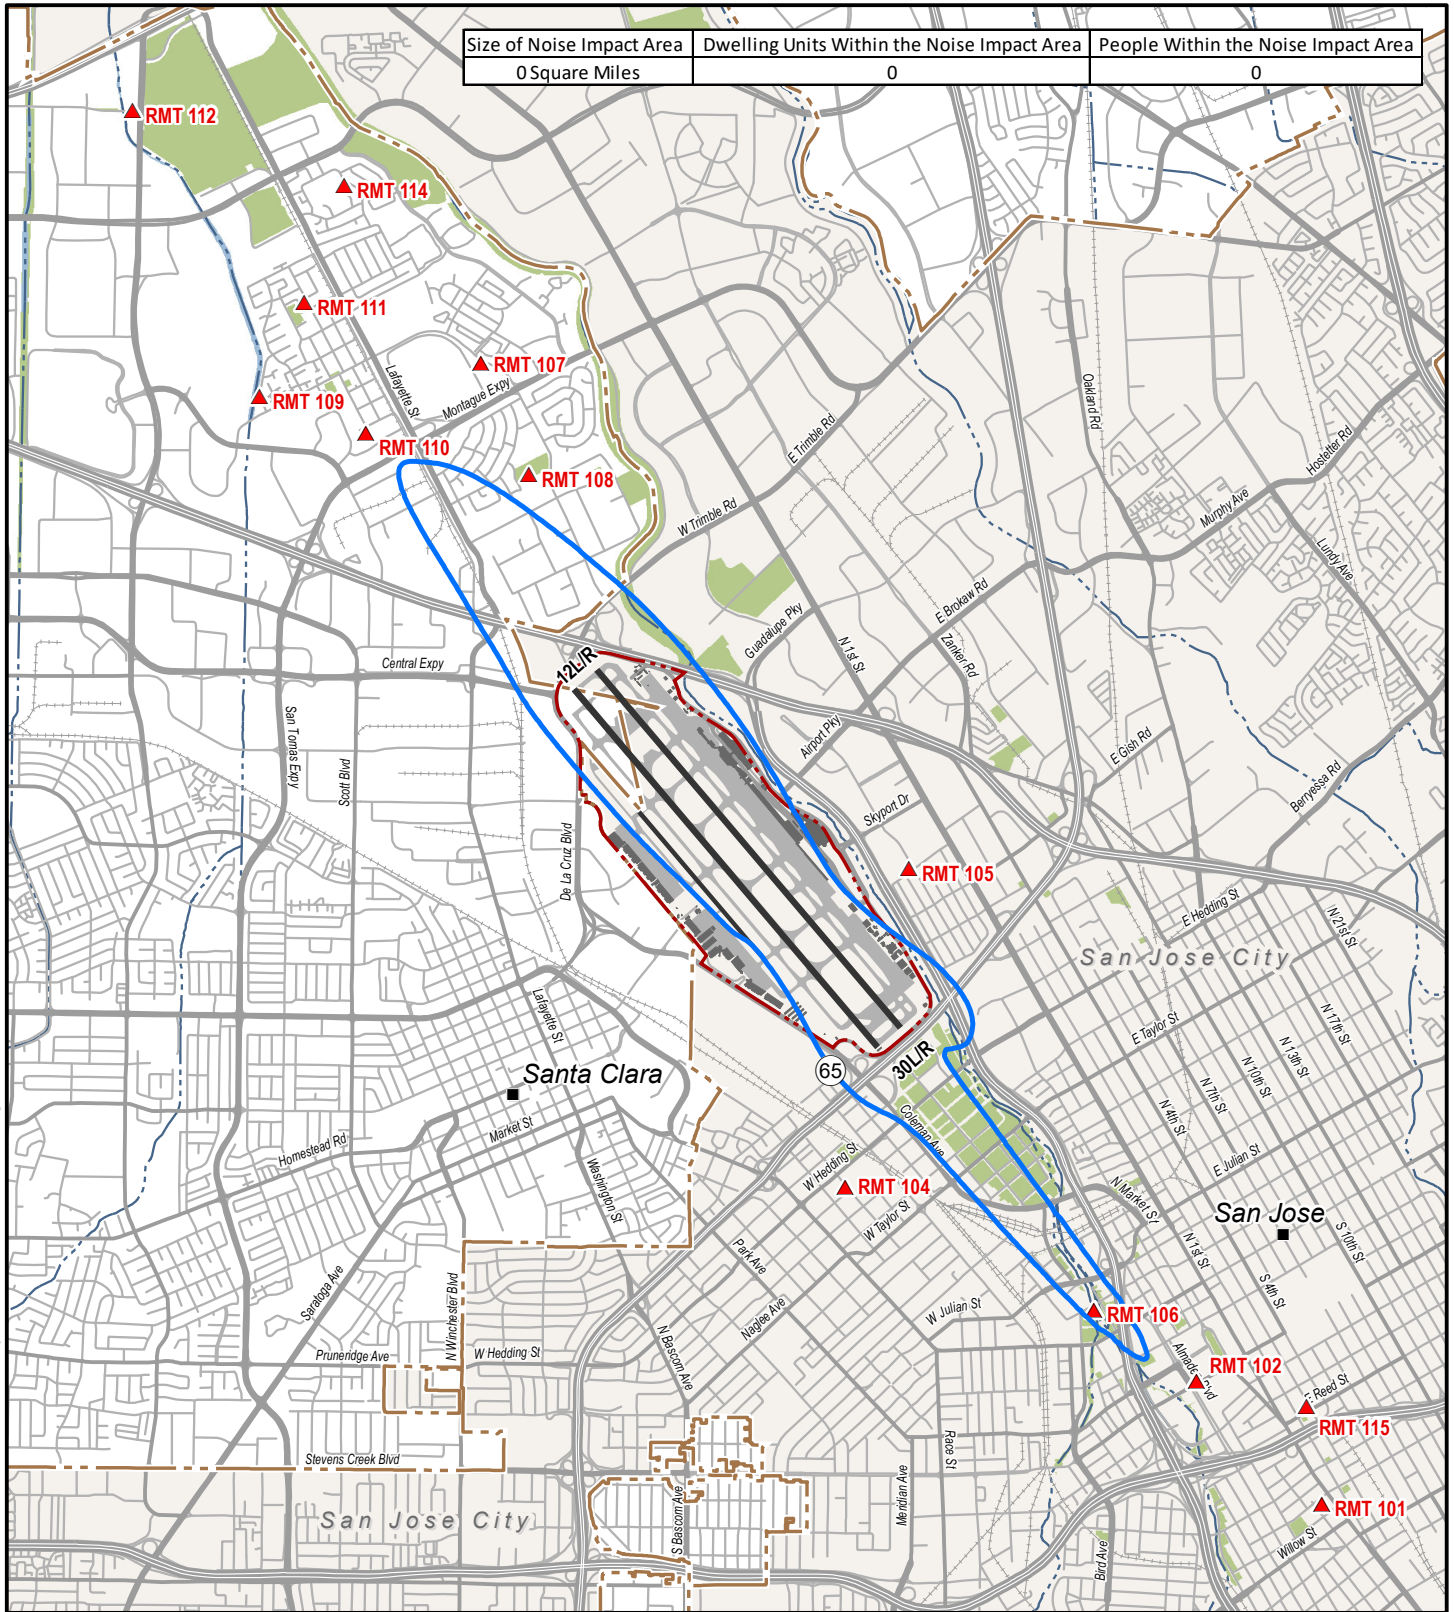 Size of Noise Impact Area
Dwelling Units Within the Noise Impact Area
People Within the Noise Impact Area
0 Square Miles
0
0
RMT 112
RMT 114
RMT 111
RMT 107
Lafayette St
Montague Expy
RMT 109
RMT 110
RMT 108
Oakland Rd
E Trimble Rd
Hostetter Rd
W Trimble Rd
Murphy Ave
Lundy Ave
E Brokaw Rd
Guadalupe Pky
N 1st St
Zanker Rd
Central Expy
12L/R
San Tomas Expy
Scott Blvd
Airport Pky
E Gish Rd
Berryessa Rd
Skyport Dr
De La Cruz Blvd
RMT 105
E Hedding St
N 21st St
San Jose City
Lafayette St
N 17th St
E Taylor St
N 13th St
30L/R
65
Santa Clara
N 10th St
N 7th St
N 4th St
Market St
Coleman Ave
Homestead Rd
W Hedding St
E Julian St
Washington St
RMT 104
N Market St
W Taylor St
San Jose
S 10th St
Park Ave
N 1st St
Saratoga Ave
N Winchester Blvd
S 4th St
Naglee Ave
W Julian St
RMT 106
Pruneridge Ave
W Hedding St
N Bascom Ave
Almaden Blvd
RMT 102
E Reed St
RMT 115
Stevens Creek Blvd
Race St
Meridian Ave
San Jose City
S Bascom Ave
RMT 101
Willow St
Bird Ave